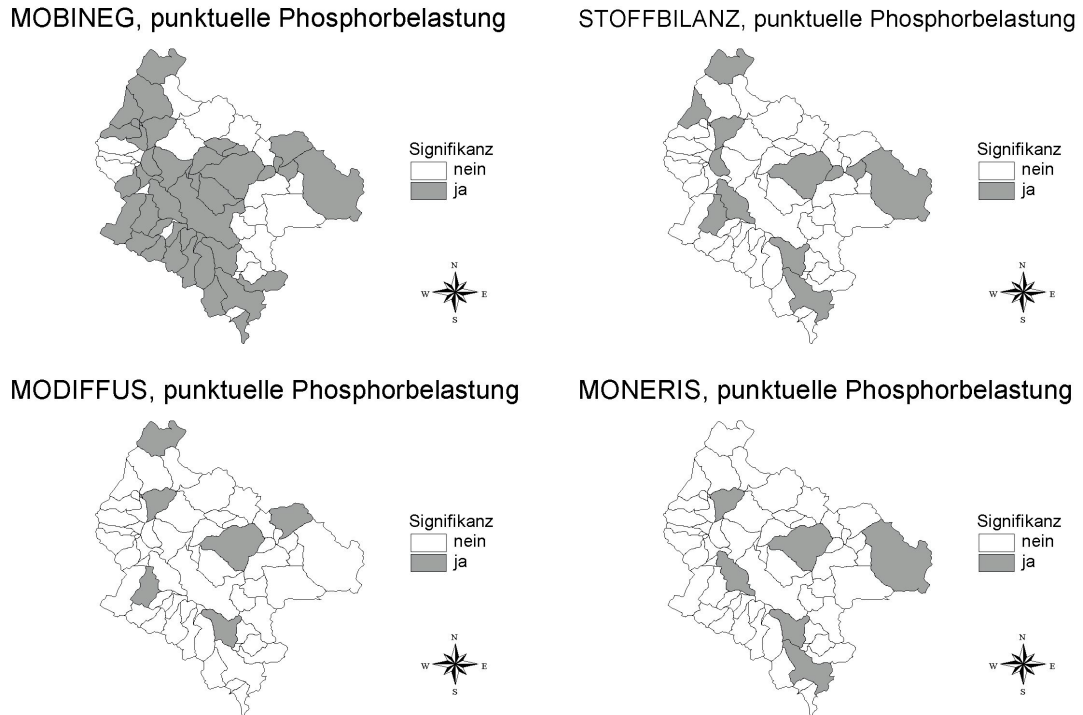 MOBINEG, punktuelle Phosphorbelastung
Signifikanz
nein
ja
N
W E
S
STOFFBILANZ, punktuelle Phosphorbelastung
Signifikanz
nein
ja
N
W E
S
MODIFFUS, punktuelle Phosphorbelastung
Signifikanz
nein
ja
N
W E
S
MONERIS, punktuelle Phosphorbelastung
Signifikanz
nein
ja
N
W E
S